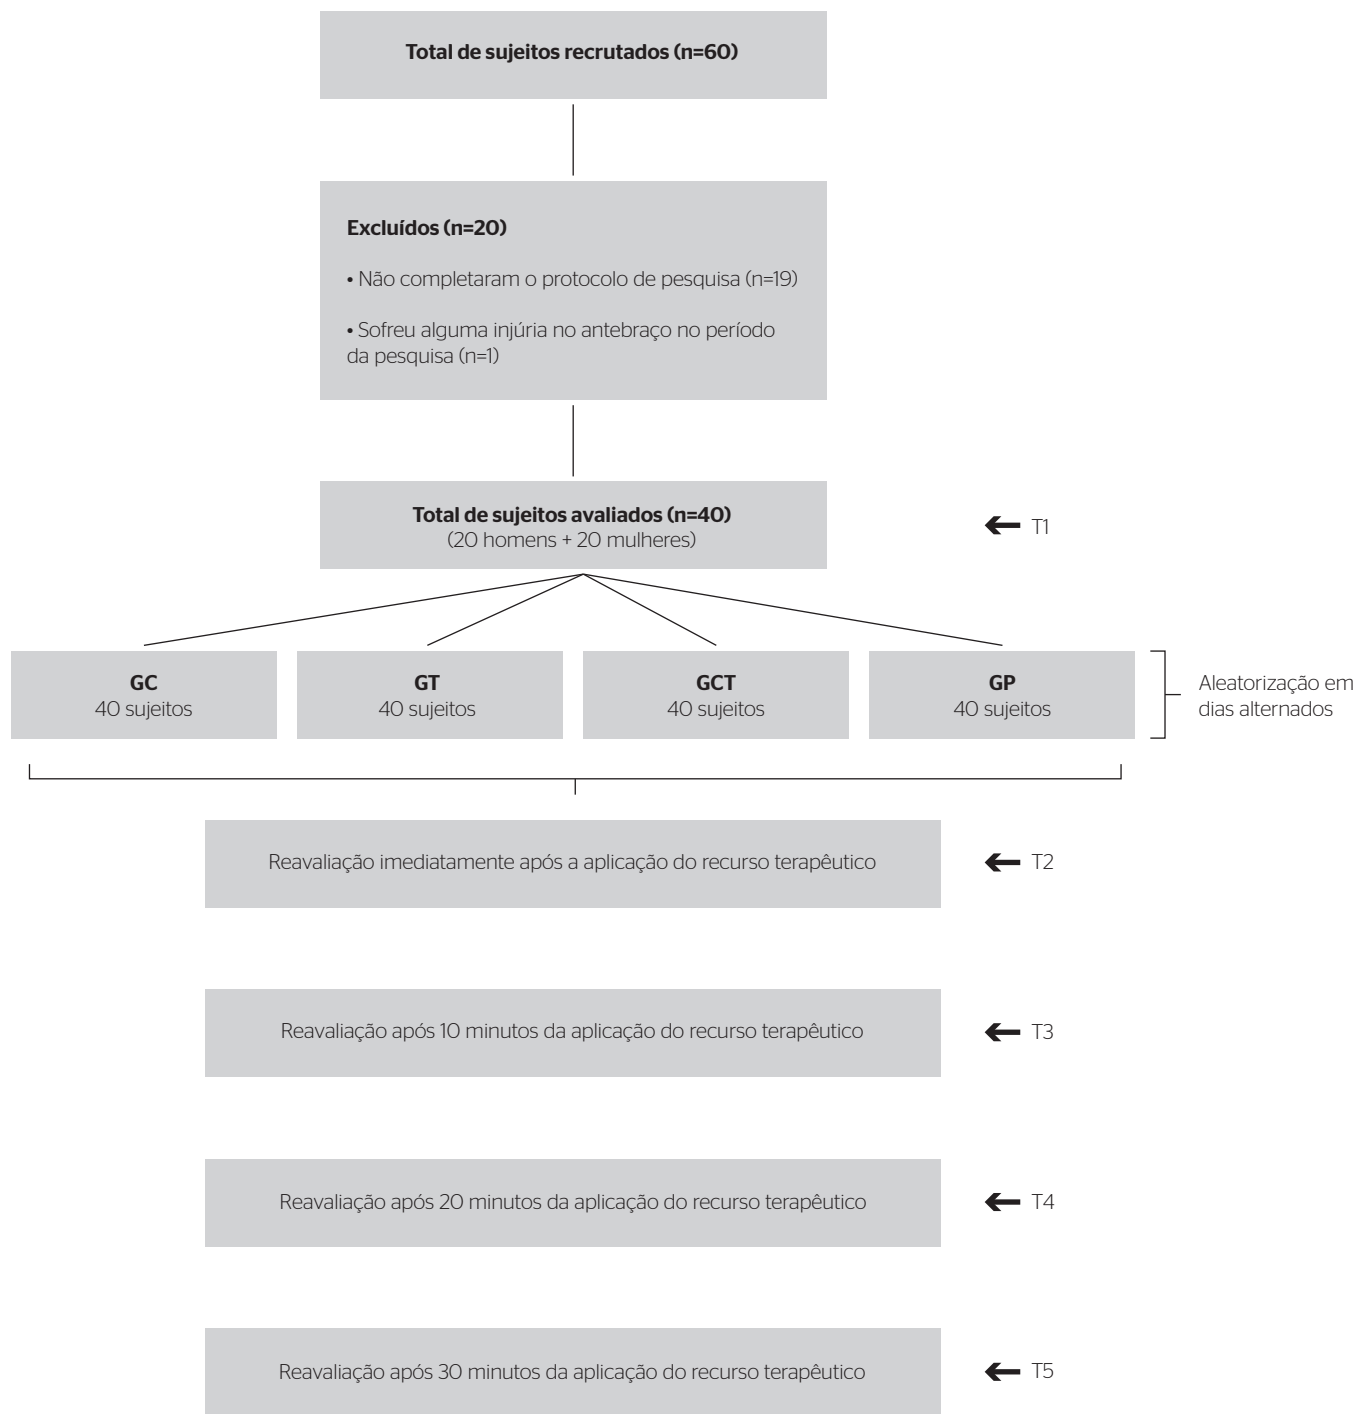 Total de sujeitos recrutados (n=60)
Excluídos (n=20)
• Não completaram o protocolo de pesquisa (n=19)
• Sofreu alguma injúria no antebraço no período
da pesquisa (n=1)
Total de sujeitos avaliados (n=40)
(20 homens + 20 mulheres)
T1
GC
40 sujeitos
GT
40 sujeitos
GCT
40 sujeitos
GP
40 sujeitos
Aleatorização em
dias alternados
Reavaliação imediatamente após a aplicação do recurso terapêutico
T2
Reavaliação após 10 minutos da aplicação do recurso terapêutico
T3
Reavaliação após 20 minutos da aplicação do recurso terapêutico
T4
Reavaliação após 30 minutos da aplicação do recurso terapêutico
T5